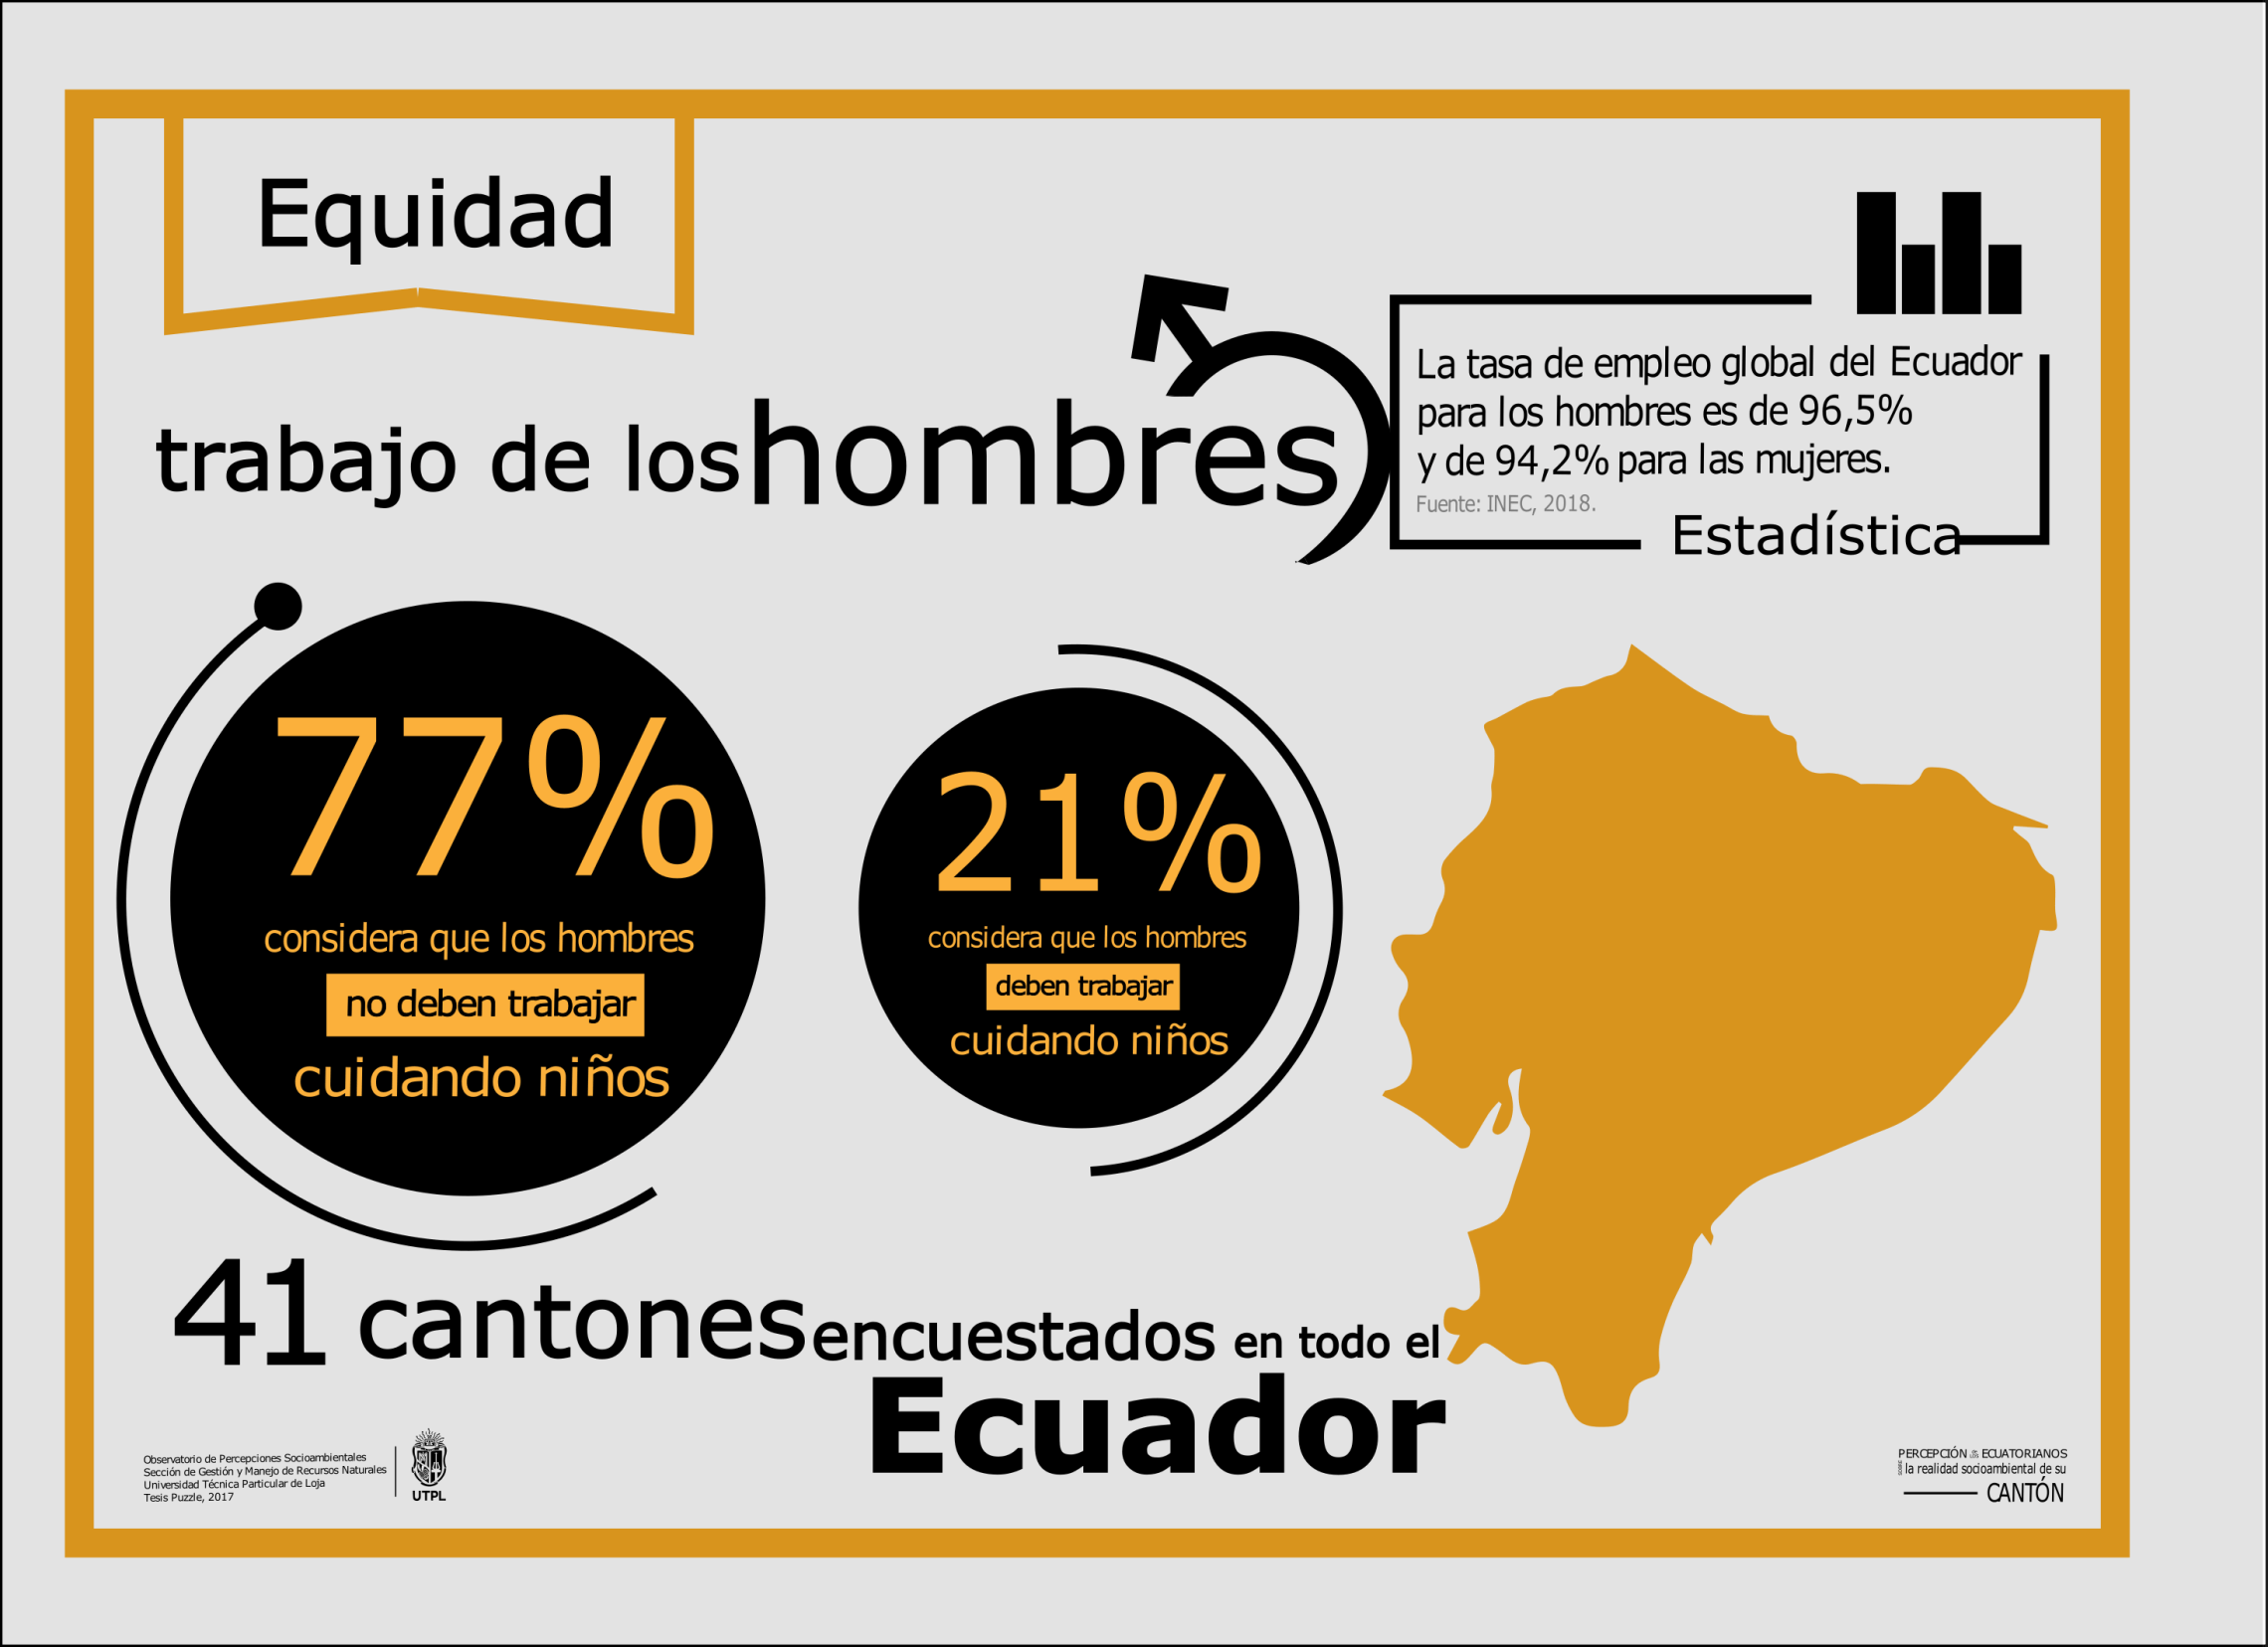 Equidad
trabajo de los hombres
La tasa de empleo global del Ecuador
para los hombres es de 96,5%
y de 94,2% para las mujeres.
Fuente: INEC, 2018.
Estadística
77%
considera que los hombres
no deben trabajar
cuidando niños
21%
considera que los hombres
deben trabajar
cuidando niños
41 cantones encuestados en todo el
Ecuador
Observatorio de Percepciones Socioambientales
Sección de Gestión y Manejo de Recursos Naturales
Universidad Técnica Particular de Loja
Tesis Puzzle, 2017
UTPL
PERCEPCIÓN DE LOS ECUATORIANOS
SOBRE la realidad socioambiental de su
CANTÓN